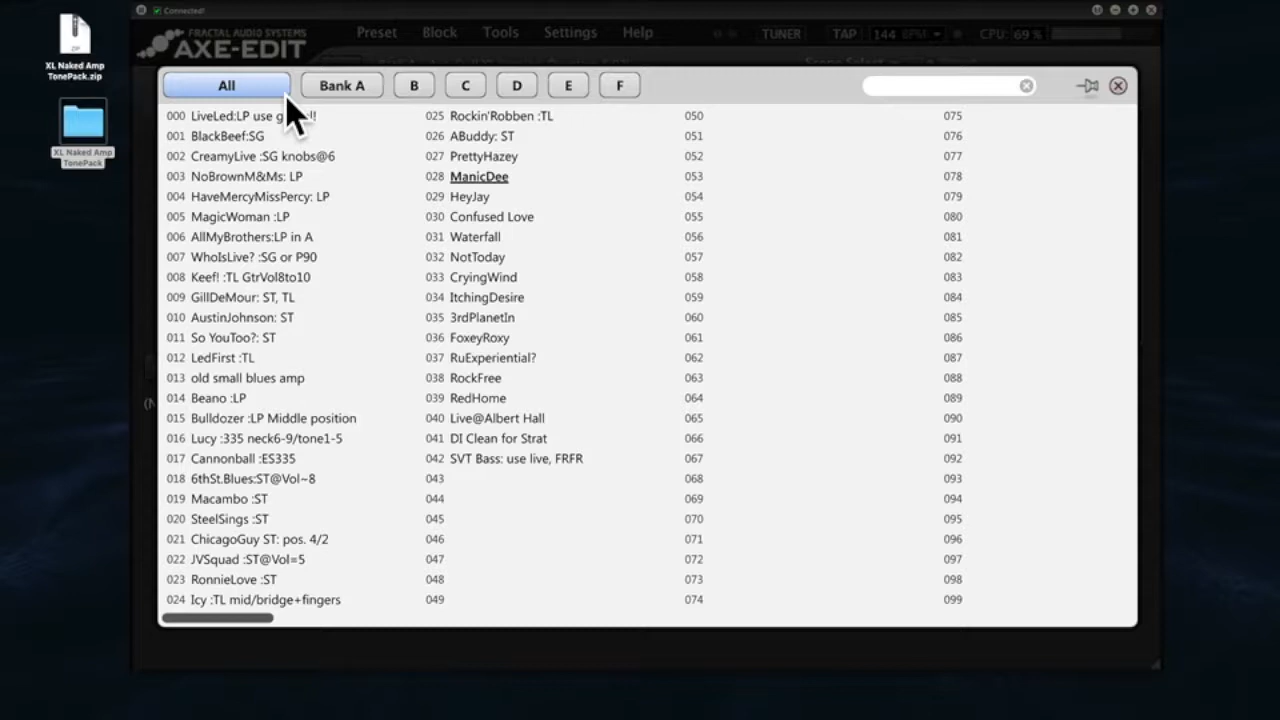 Connected!
FRACTAL AUDIO SYSTEMS
AXE-EDIT
Preset Block Tools Settings Help
TUNER
TAP 144 BPM
CPU: 69 %
XL Naked Amp
TonePack.zip
XL Naked Amp
TonePack
All Bank A B C D E F
000 LiveLed:LP use
001 BlackBeef:SG
002 CreamyLive :SG knobs@6
003 NoBrownM&Ms: LP
004 HaveMercyMissPercy: LP
005 MagicWoman :LP
006 AllMyBrothers:LP in A
007 WhoIsLive? :SG or P90
008 Keef! :TL GtrVol8to10
009 GillDeMour: ST, TL
010 AustinJohnson: ST
011 So YouToo?: ST
012 LedFirst :TL
013 old small blues amp
014 Beano :LP
015 Bulldozer :LP Middle position
016 Lucy :335 neck6-9/tone1-5
017 Cannonball :ES335
018 6thSt.Blues:ST@Vol~8
019 Macambo :ST
020 SteelSings :ST
021 ChicagoGuy ST: pos. 4/2
022 JVSquad :ST@Vol=5
023 RonnieLove :ST
024 Icy :TL mid/bridge+fingers
025 Rockin'Robben :TL
026 ABuddy: ST
027 PrettyHazey
028 ManicDee
029 HeyJay
030 Confused Love
031 Waterfall
032 NotToday
033 CryingWind
034 ItchingDesire
035 3rdPlanetIn
036 FoxeyRoxy
037 RuExperiential?
038 RockFree
039 RedHome
040 Live@Albert Hall
041 DI Clean for Strat
042 SVT Bass: use live, FRFR
043
044
045
046
047
048
049
050
051
052
053
054
055
056
057
058
059
060
061
062
063
064
065
066
067
068
069
070
071
072
073
074
075
076
077
078
079
080
081
082
083
084
085
086
087
088
089
090
091
092
093
094
095
096
097
098
099